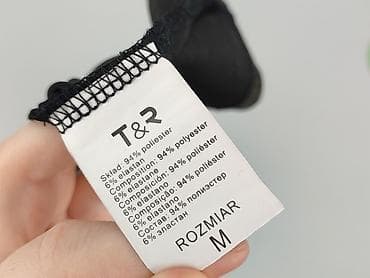 T&R
Skład: 94% poliester
6% elastan
Composition: 94% polyester
6% elastane
Composición: 94% poliéster
6% elastano
Composição: 94% poliéster
6% elastano
Состав: 94% полиэстер
6% эластан
ROZMIAR
M